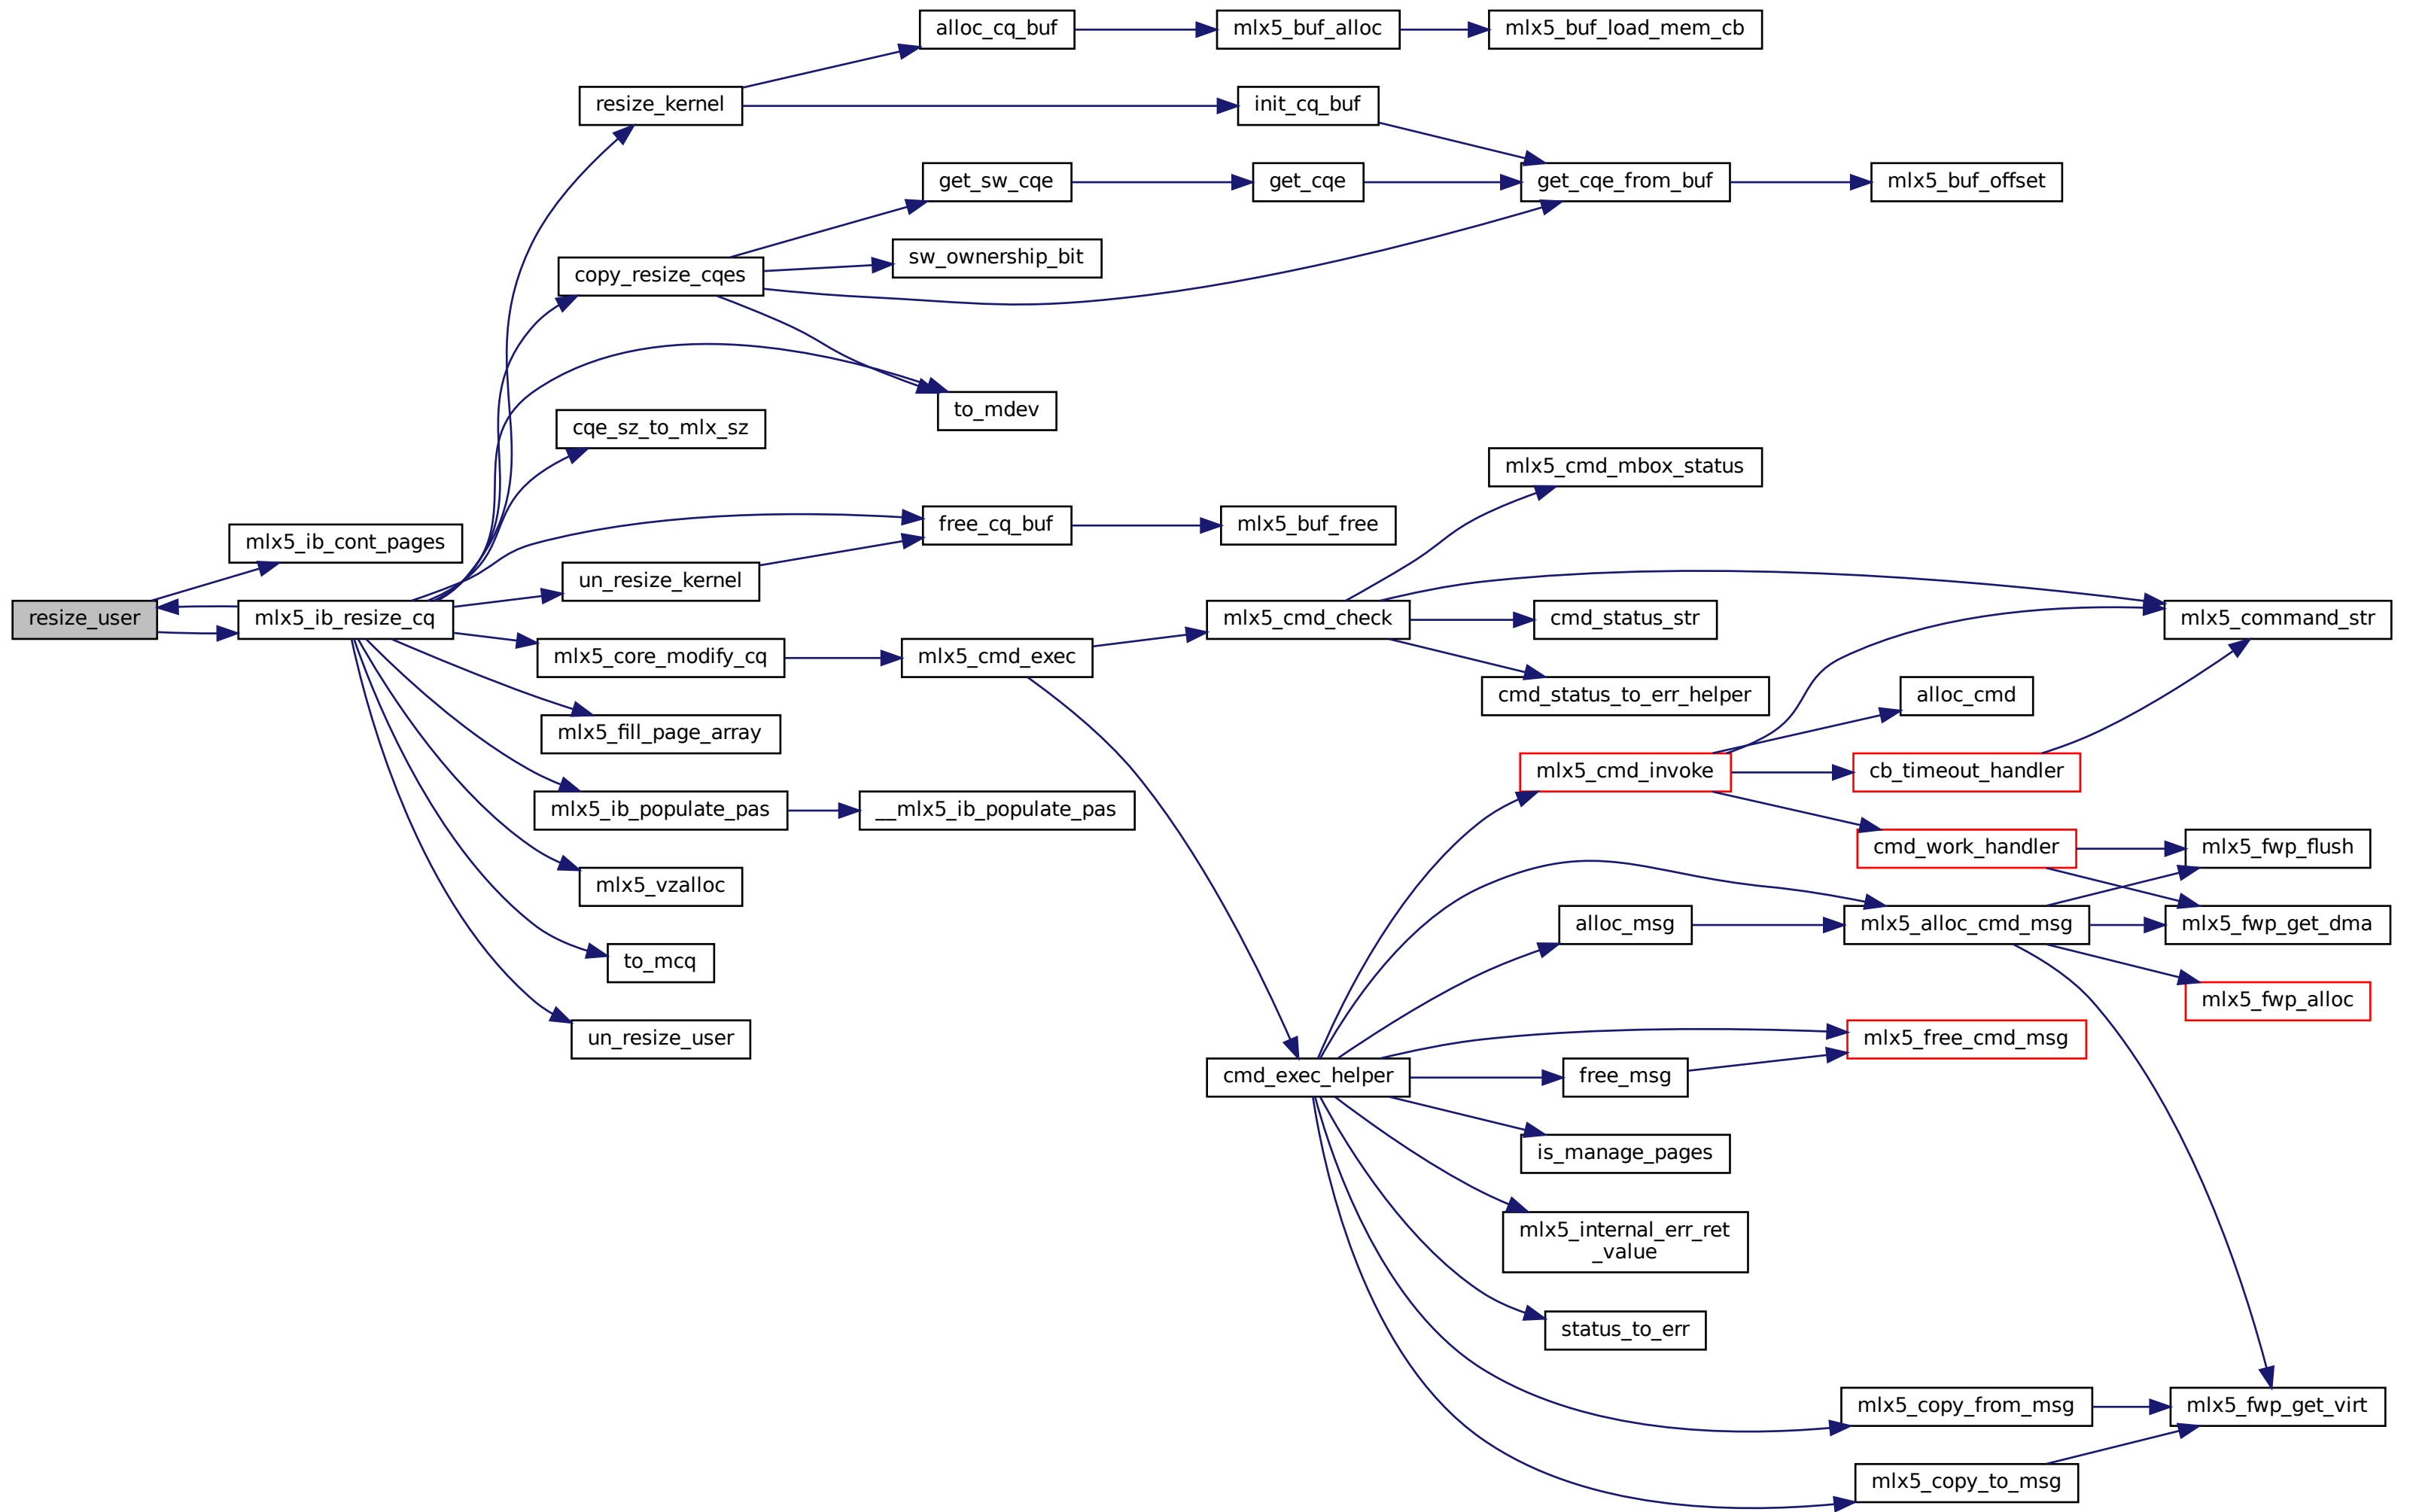 alloc_cq_buf
mlx5_buf_alloc
mlx5_buf_load_mem_cb
resize_kernel
init_cq_buf
get_sw_cqe
get_cqe
get_cqe_from_buf
mlx5_buf_offset
sw_ownership_bit
copy_resize_cqes
to_mdev
cqe_sz_to_mlx_sz
mlx5_cmd_mbox_status
free_cq_buf
mlx5_buf_free
mlx5_ib_cont_pages
un_resize_kernel
resize_user
mlx5_ib_resize_cq
mlx5_cmd_check
cmd_status_str
mlx5_command_str
mlx5_core_modify_cq
mlx5_cmd_exec
cmd_status_to_err_helper
alloc_cmd
mlx5_fill_page_array
mlx5_cmd_invoke
cb_timeout_handler
mlx5_ib_populate_pas
__mlx5_ib_populate_pas
cmd_work_handler
mlx5_fwp_flush
mlx5_vzalloc
alloc_msg
mlx5_alloc_cmd_msg
mlx5_fwp_get_dma
to_mcq
mlx5_fwp_alloc
un_resize_user
mlx5_free_cmd_msg
cmd_exec_helper
free_msg
is_manage_pages
mlx5_internal_err_ret
_value
status_to_err
mlx5_copy_from_msg
mlx5_fwp_get_virt
mlx5_copy_to_msg